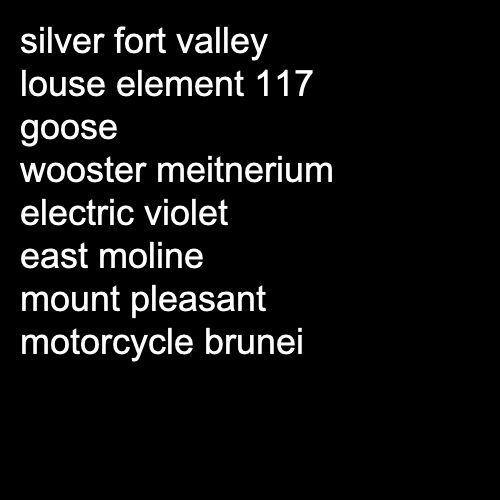 silver fort valley
louse element 117
goose
wooster meitnerium
electric violet
east moline
mount pleasant
motorcycle brunei